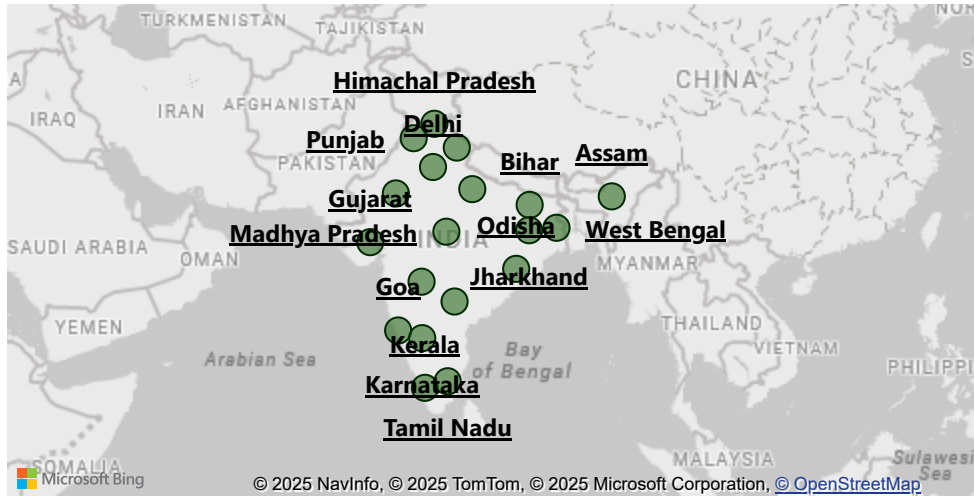 TURKMENISTAN
TAJIKISTAN
NOR
Himachal Pradesh
CHINA
S
A
IRAN
AFGHANISTAN
IRAQ
Delhi
Punjab
PAKISTAN
Bihar
Assam
Gujarat
Madhya Pradesh
INDIA
Odisha
West Bengal
SAUDI ARABIA
OMAN
MYANMAR
Goa
Jharkhand
YEMEN
THAILAND
Kerala
VIETNAM
Arabian Sea
Bay
of Bengal
PHILIPPI
Karnataka
Tamil Nadu
SOMALIA
MALAYSIA
Sulawesi
Sea
Microsoft Bing
© 2025 NavInfo, © 2025 TomTom, © 2025 Microsoft Corporation, © OpenStreetMap